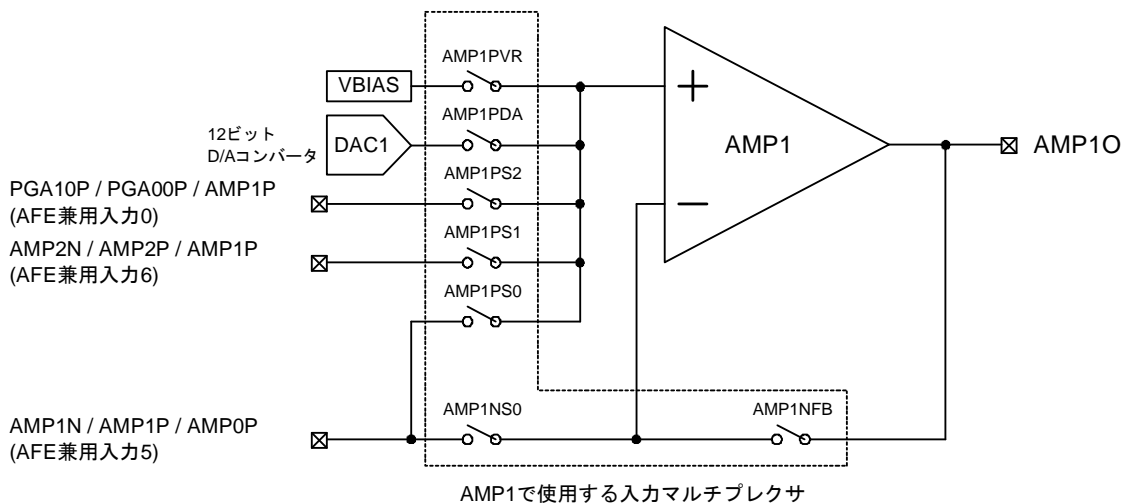 AMP1PVR
VBIAS
AMP1PDA
12ビット
D/Aコンバータ
DAC1
AMP1
AMP1O
PGA10P / PGA00P / AMP1P
(AFE兼用入力0)
AMP1PS2
AMP2N / AMP2P / AMP1P
(AFE兼用入力6)
AMP1PS1
AMP1PS0
AMP1N / AMP1P / AMP0P
(AFE兼用入力5)
AMP1NS0
AMP1NFB
AMP1で使用する入力マルチプレクサ